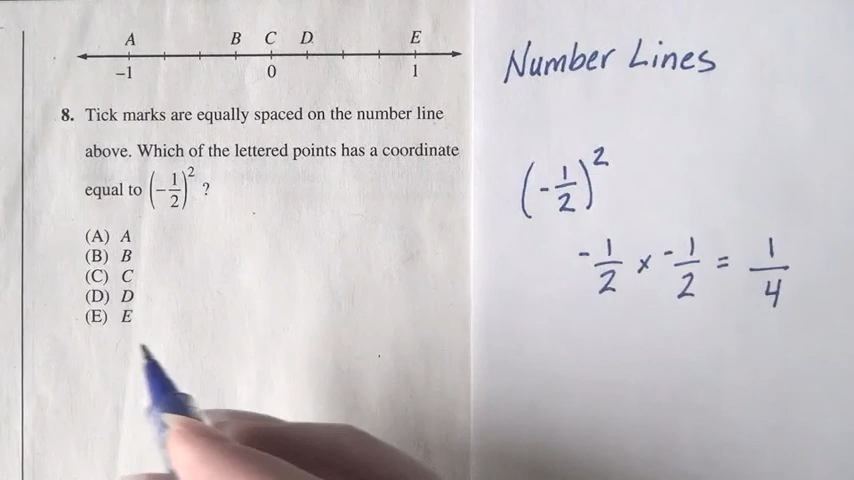 A B C D E
−1 0 1
8. Tick marks are equally spaced on the number line
above. Which of the lettered points has a coordinate
equal to (−1/2)² ?
(A) A
(B) B
(C) C
(D) D
(E) E
Number Lines
(-1/2)²
-1/2 x -1/2 = 1/4